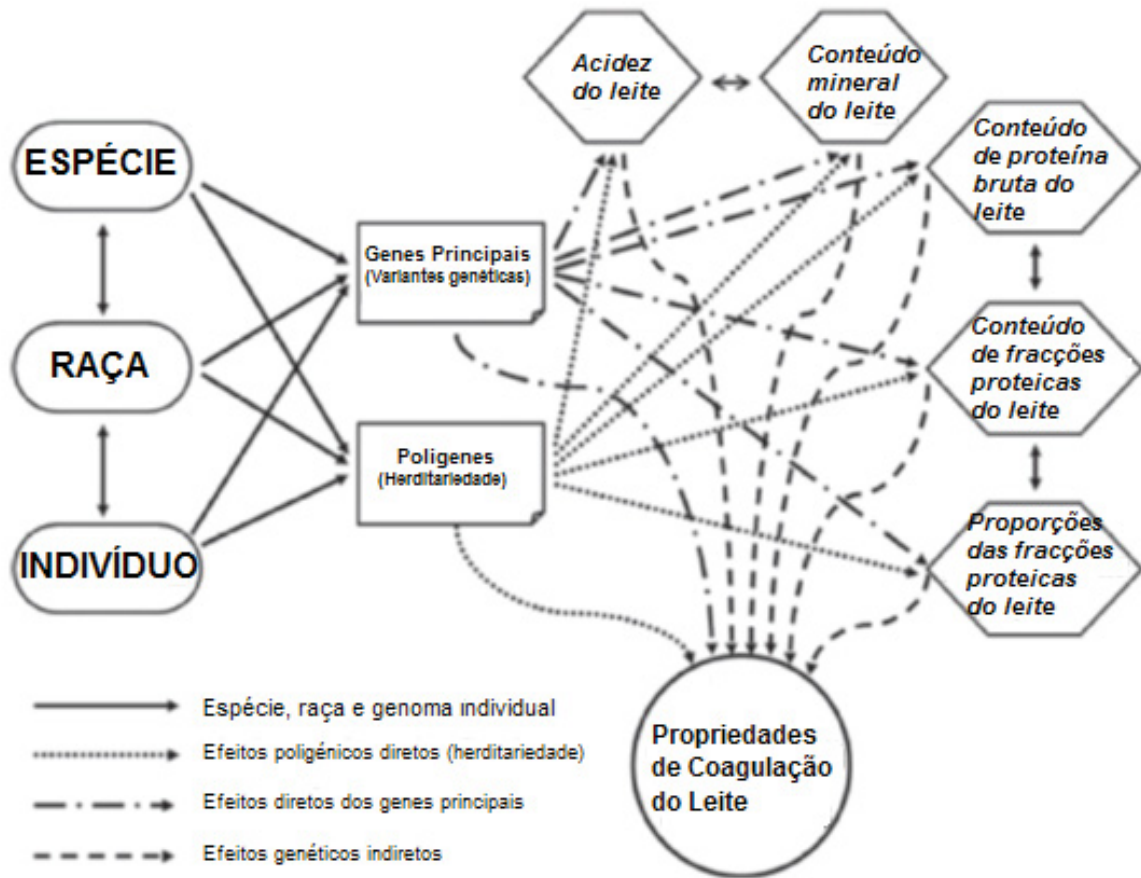 Acidez
do leite
Conteúdo
mineral
do leite
ESPÉCIE
Conteúdo
de proteína
bruta do
leite
Genes Principais
(Variantes genéticas)
RAÇA
Conteúdo
de fracções
proteicas
do leite
Polígenes
(Herditariedade)
INDIVÍDUO
Proporções
das fracções
proteicas
do leite
Propriedades
de Coagulação
do Leite
Espécie, raça e genoma individual
Efeitos poligénicos diretos (herditariedade)
Efeitos diretos dos genes principais
Efeitos genéticos indiretos